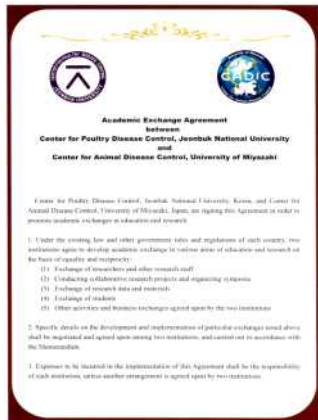 CADIC
Academic Exchange Agreement
between
Center for Poultry Disease Control, Jeonbuk National University
and
Center for Animal Disease Control, University of Miyazaki
Center for Poultry Disease Control, Jeonbuk National University, Korea, and Center for
Animal Disease Control, University of Miyazaki, Japan, are signing this Agreement in order to
promote academic exchanges in education and research.
1. Under the existing law and other government rules and regulations of each country, two
institutions agree to develop academic exchange in various areas of education and research on
the basis of equality and reciprocity:
(1) Exchange of researchers and other research staff
(2) Conducting collaborative research projects and organizing symposia
(3) Exchange of research data and materials
(4) Exchange of students
(5) Other activities and business exchanges agreed upon by the two institutions
2. Specific details on the development and implementation of particular exchanges noted above
shall be negotiated and agreed upon among two institutions, and carried out in accordance with
the Memorandum.
3. Expenses to be incurred in the implementation of this Agreement shall be the responsibility
of each institution, unless another arrangement is agreed upon by two institutions.